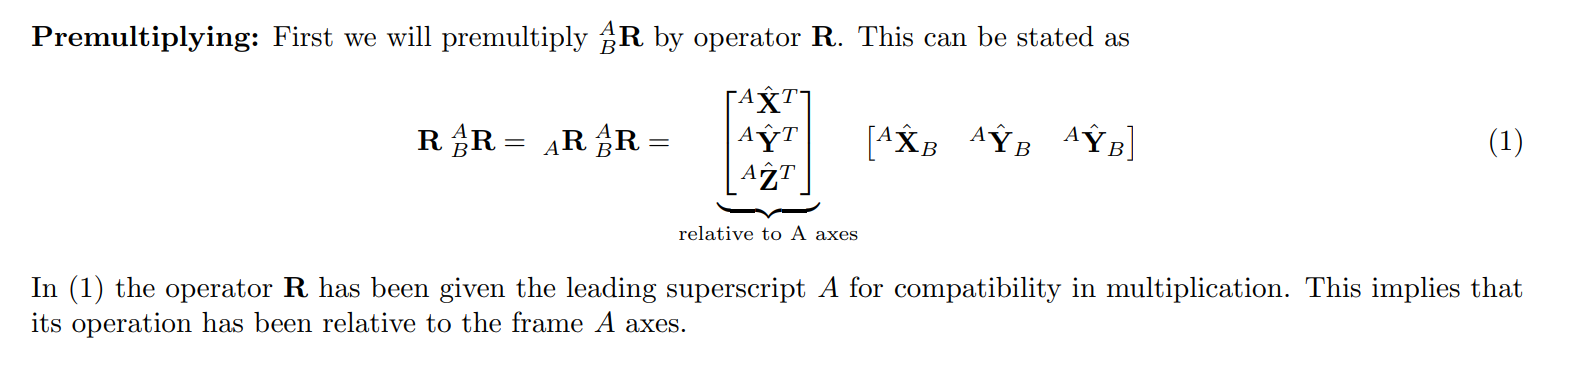 **Premultiplying:** First we will premultiply $^A_B\mathbf{R}$ by operator $\mathbf{R}$. This can be stated as
$$\mathbf{R}\ ^A_B\mathbf{R} = \ _A\mathbf{R}\ ^A_B\mathbf{R} = \underbrace{\begin{bmatrix} ^A\hat{\mathbf{X}}^T \\ ^A\hat{\mathbf{Y}}^T \\ ^A\hat{\mathbf{Z}}^T \end{bmatrix}}_{\text{relative to A axes}} \begin{bmatrix} ^A\hat{\mathbf{X}}_B & ^A\hat{\mathbf{Y}}_B & ^A\hat{\mathbf{Y}}_B \end{bmatrix} \quad (1)$$
In (1) the operator $\mathbf{R}$ has been given the leading superscript $A$ for compatibility in multiplication. This implies that
its operation has been relative to the frame $A$ axes.